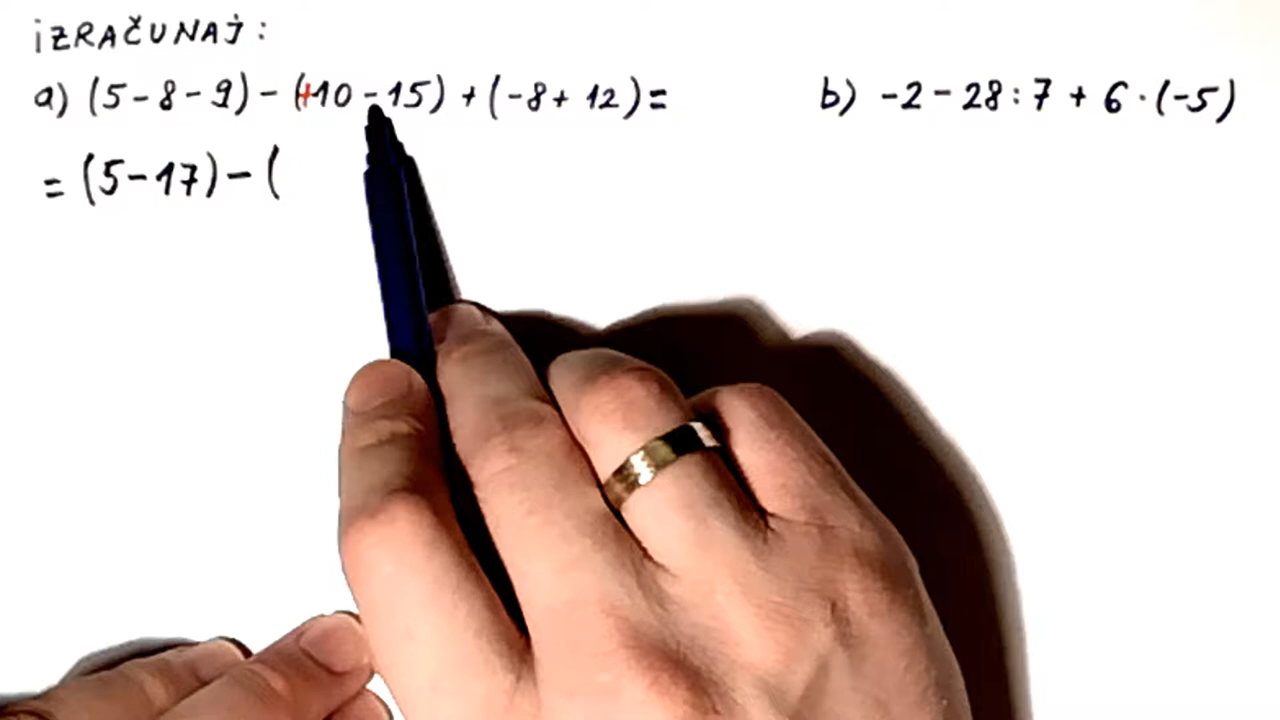 IZRAČUNAJ:
a) (5-8-9) - (+10-15) + (-8+12) =
= (5-17) - (
b) -2-28:7+6·(-5)